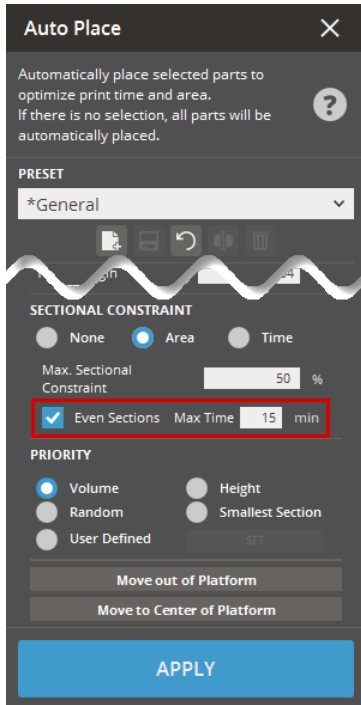 Auto Place
Automatically place selected parts to
optimize print time and area.
If there is no selection, all parts will be
automatically placed.
PRESET
*General
SECTIONAL CONSTRAINT
None Area Time
Max. Sectional
Constraint
50 %
Even Sections Max Time 15 min
PRIORITY
Volume Height
Random Smallest Section
User Defined SET
Move out of Platform
Move to Center of Platform
APPLY